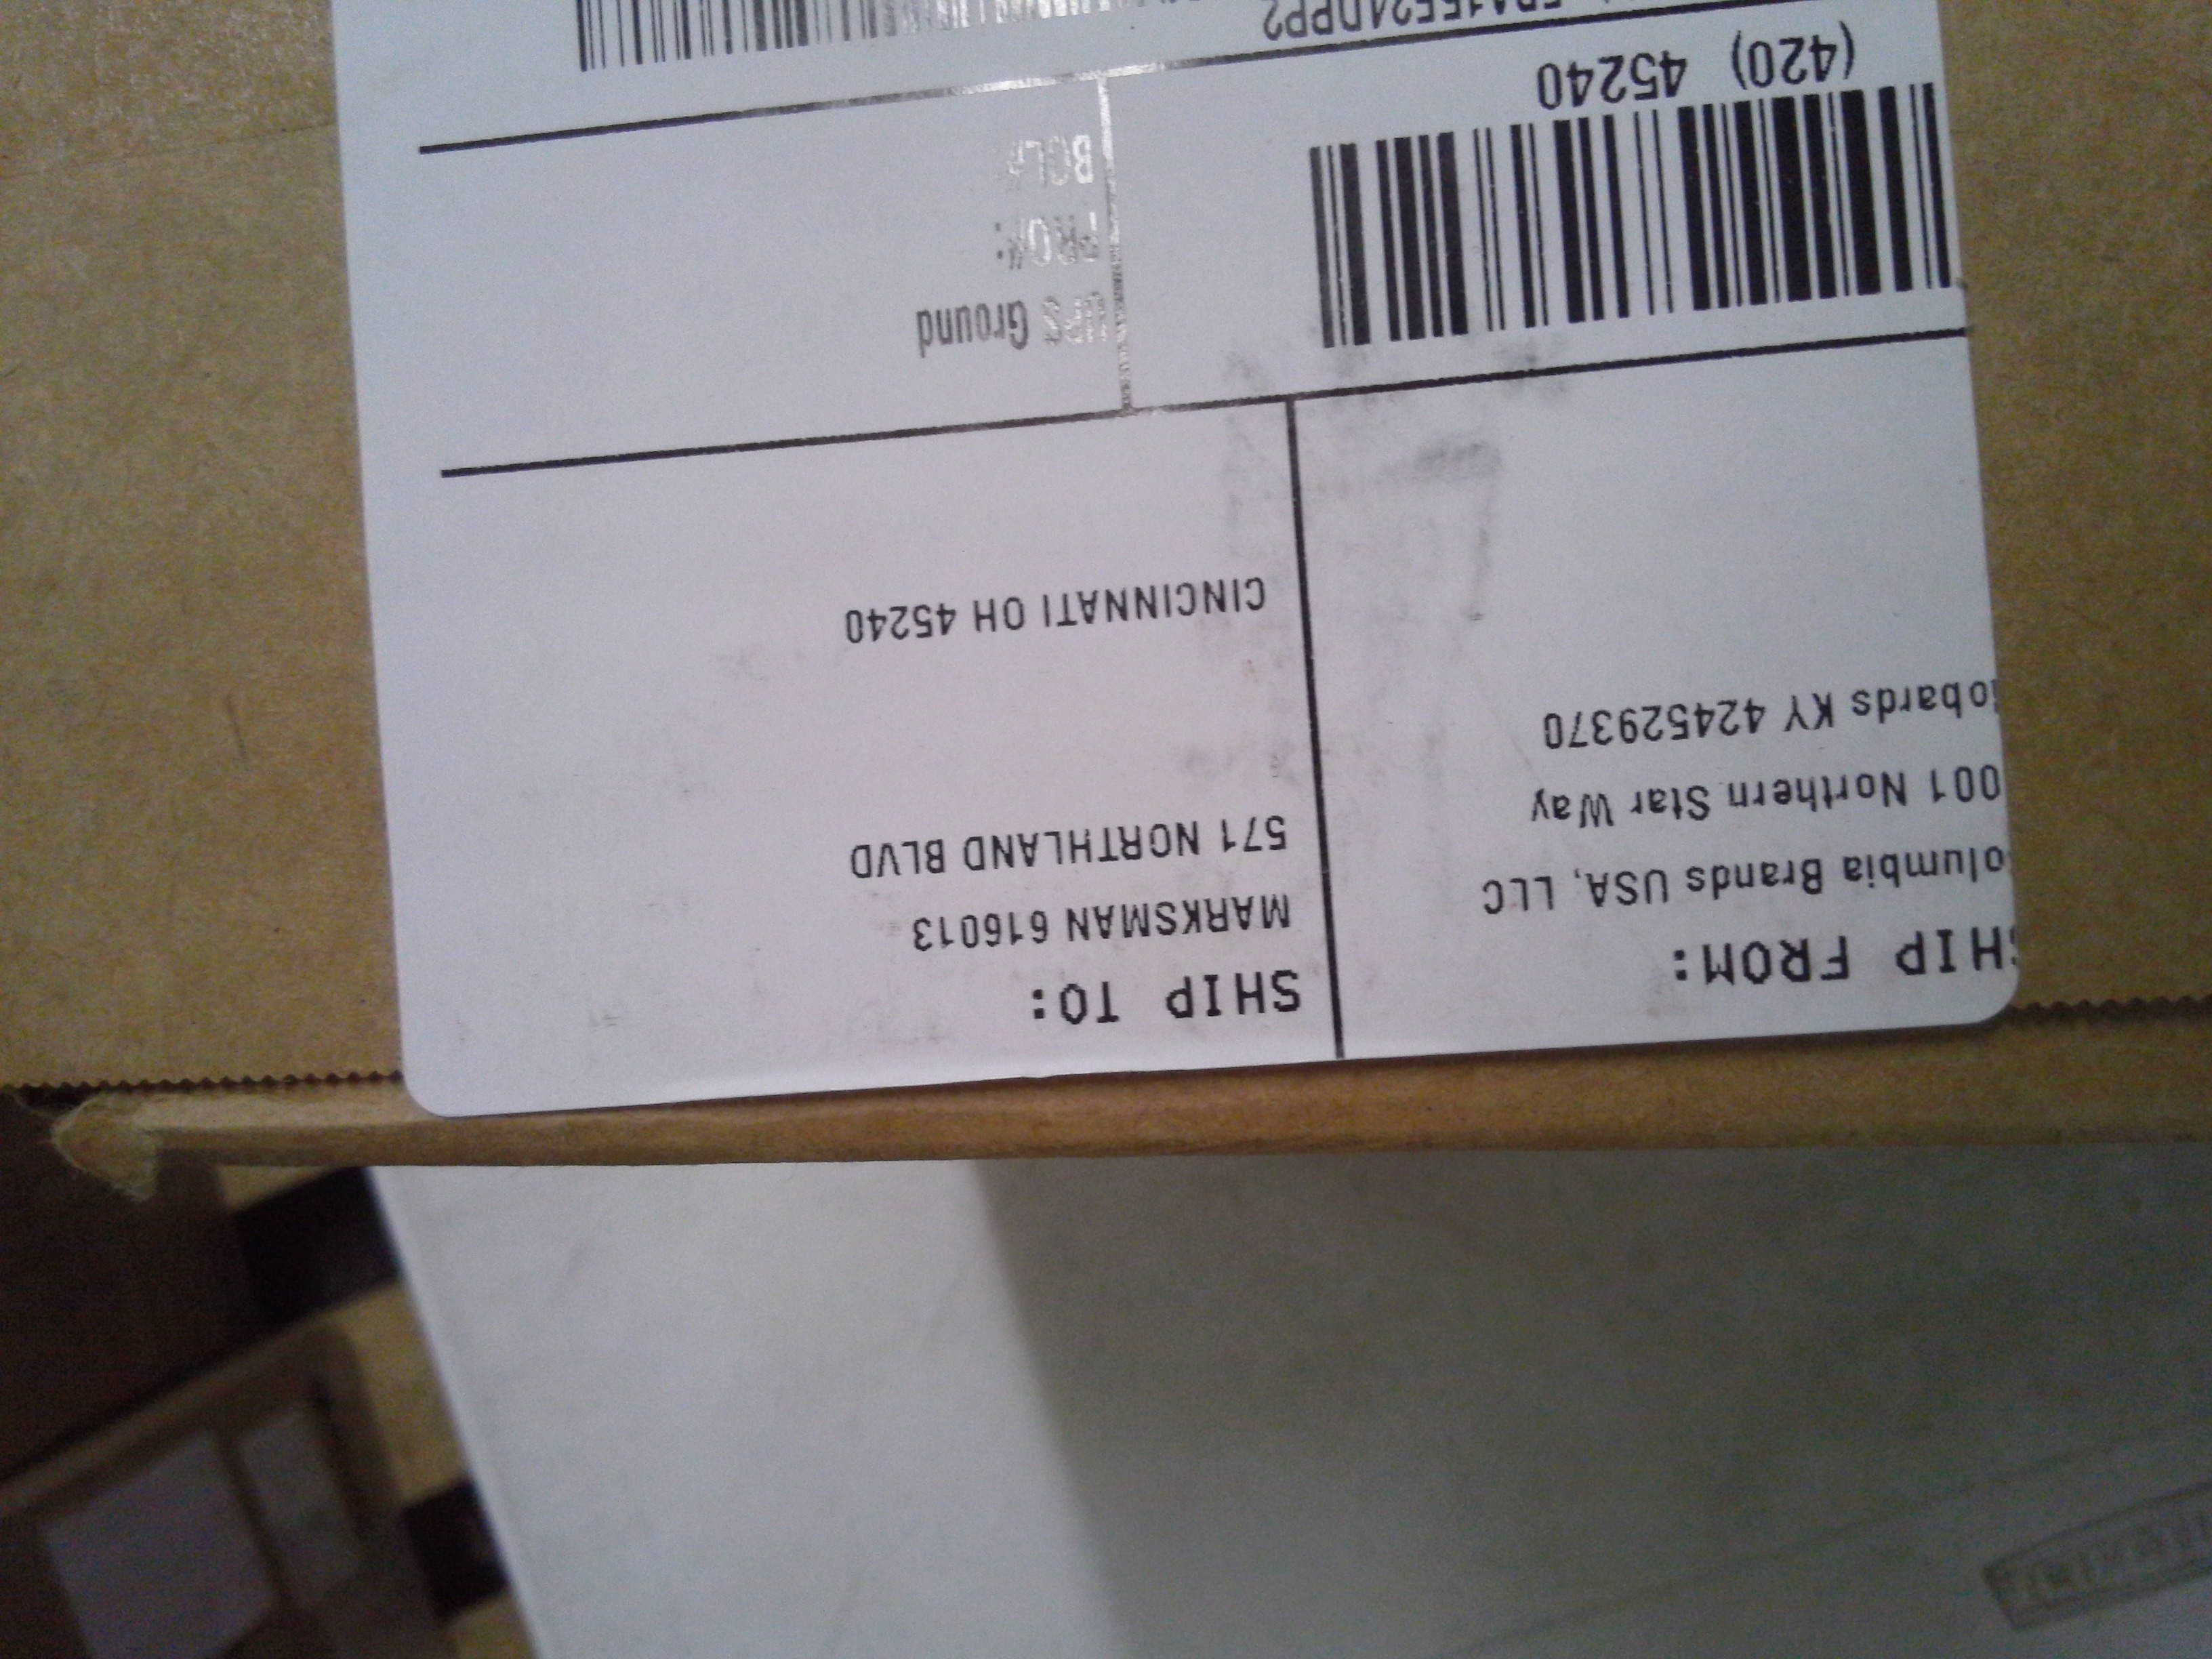 SHIP FROM:
olumbia Brands USA, LLC
001 Northern Star Way
obards KY 424529370
SHIP TO:
MARKSMAN 616013
571 NORTHLAND BLVD
CINCINNATI OH 45240
(420) 45240
UPS Ground
PRO#:
BOL#